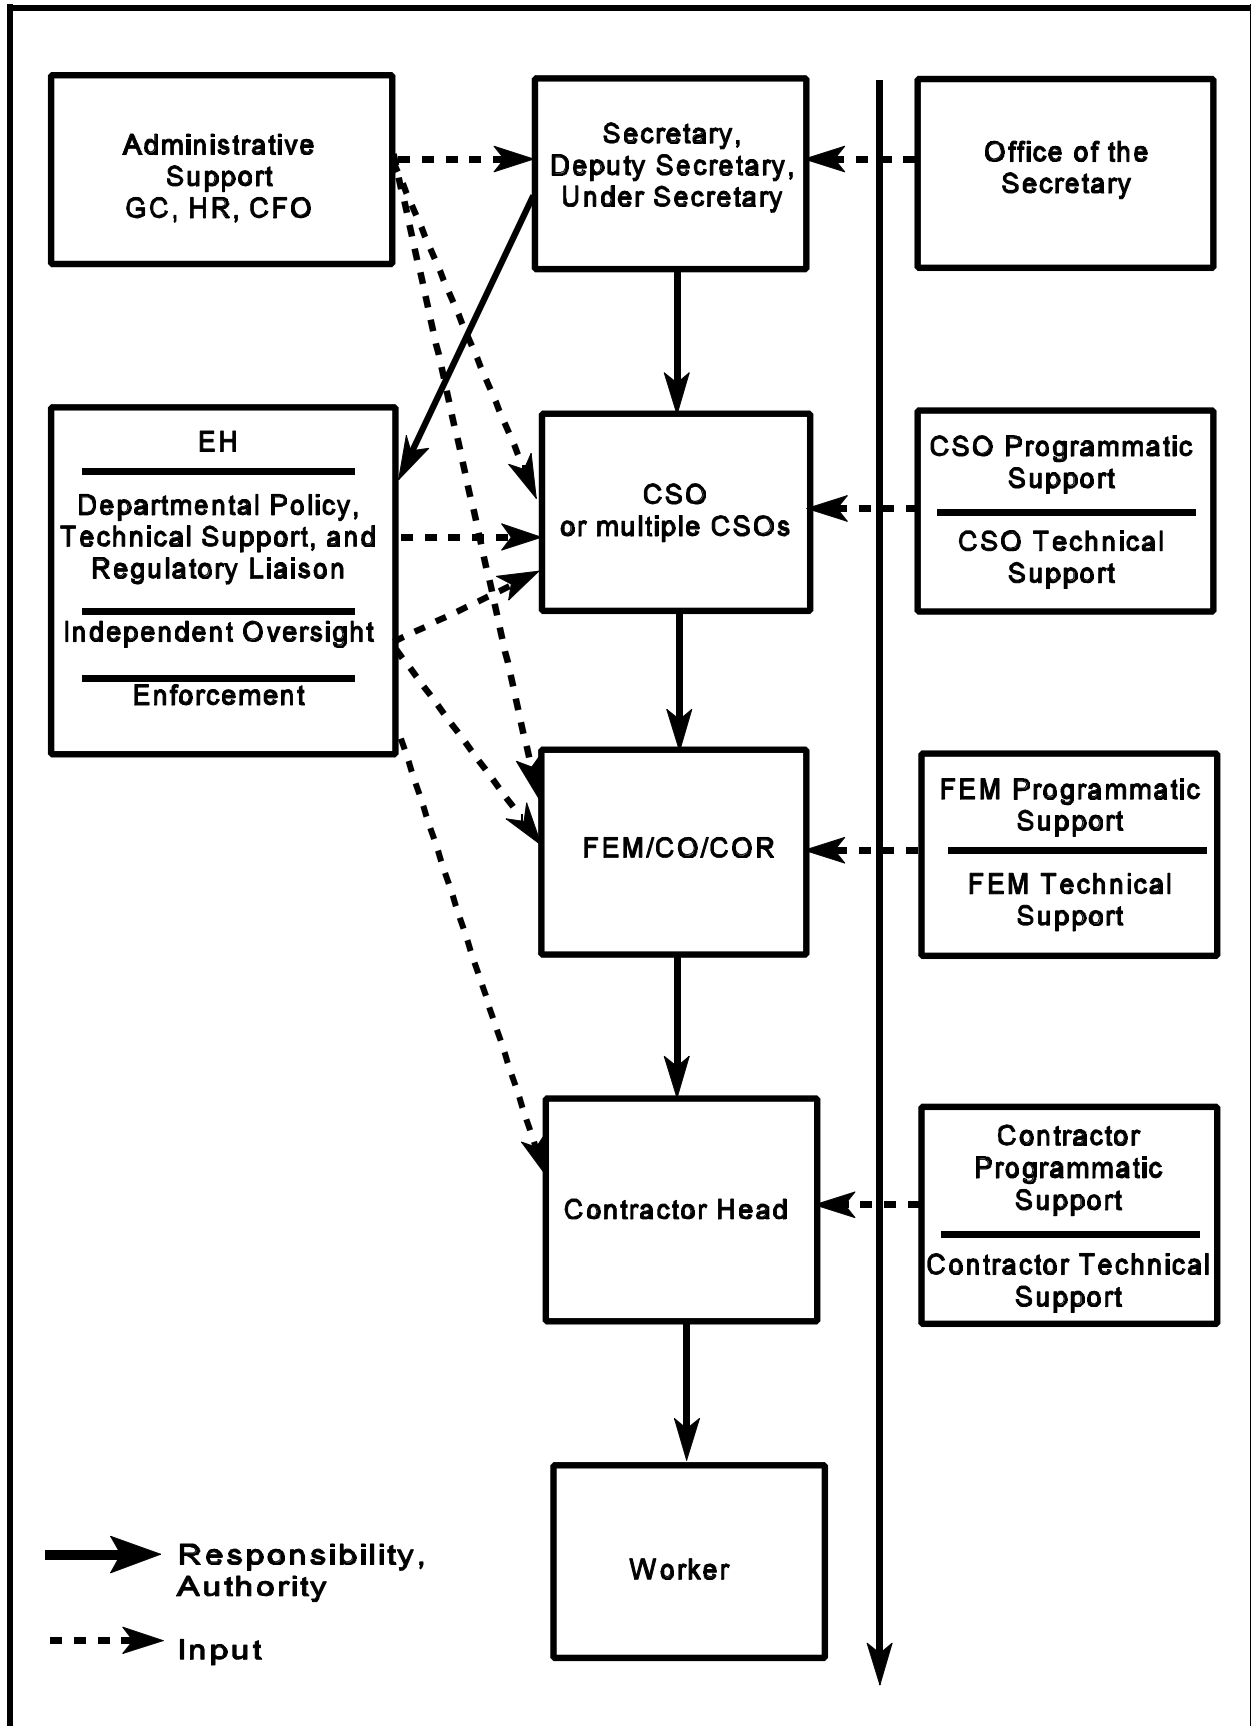 Administrative
Support
GC, HR, CFO
Secretary,
Deputy Secretary,
Under Secretary
Office of the
Secretary
EH
Departmental Policy,
Technical Support, and
Regulatory Liaison
Independent Oversight
Enforcement
CSO
or multiple CSOs
CSO Programmatic
Support
CSO Technical
Support
FEM/CO/COR
FEM Programmatic
Support
FEM Technical
Support
Contractor Head
Contractor
Programmatic
Support
Contractor Technical
Support
Worker
Responsibility,
Authority
Input